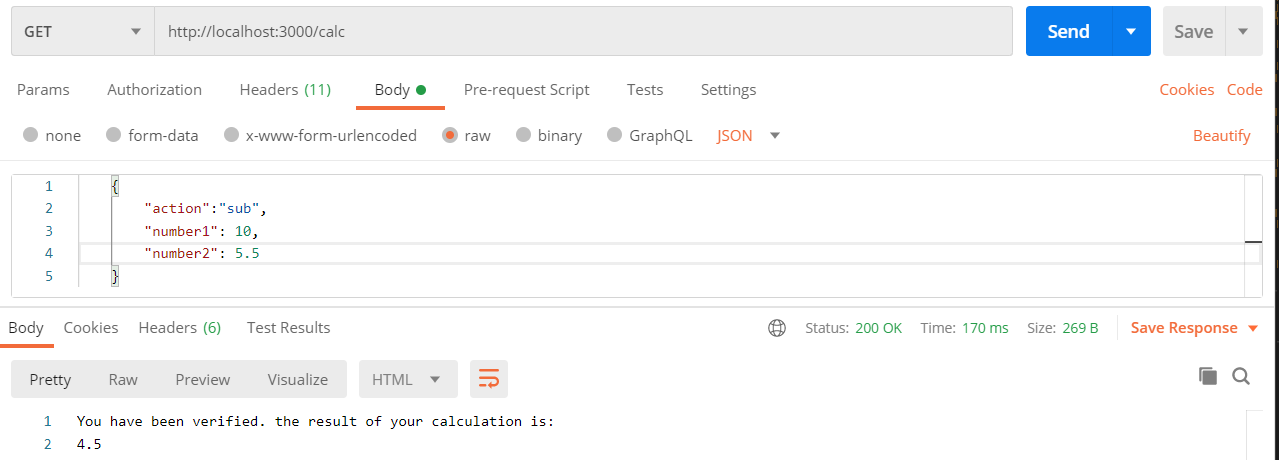 GET http://localhost:3000/calc Send Save
Params Authorization Headers (11) Body Pre-request Script Tests Settings Cookies Code
none form-data x-www-form-urlencoded raw binary GraphQL JSON Beautify
1 {
2 "action":"sub",
3 "number1": 10,
4 "number2": 5.5
5 }
Body Cookies Headers (6) Test Results Status: 200 OK Time: 170 ms Size: 269 B Save Response
Pretty Raw Preview Visualize HTML
1 You have been verified. the result of your calculation is:
2 4.5